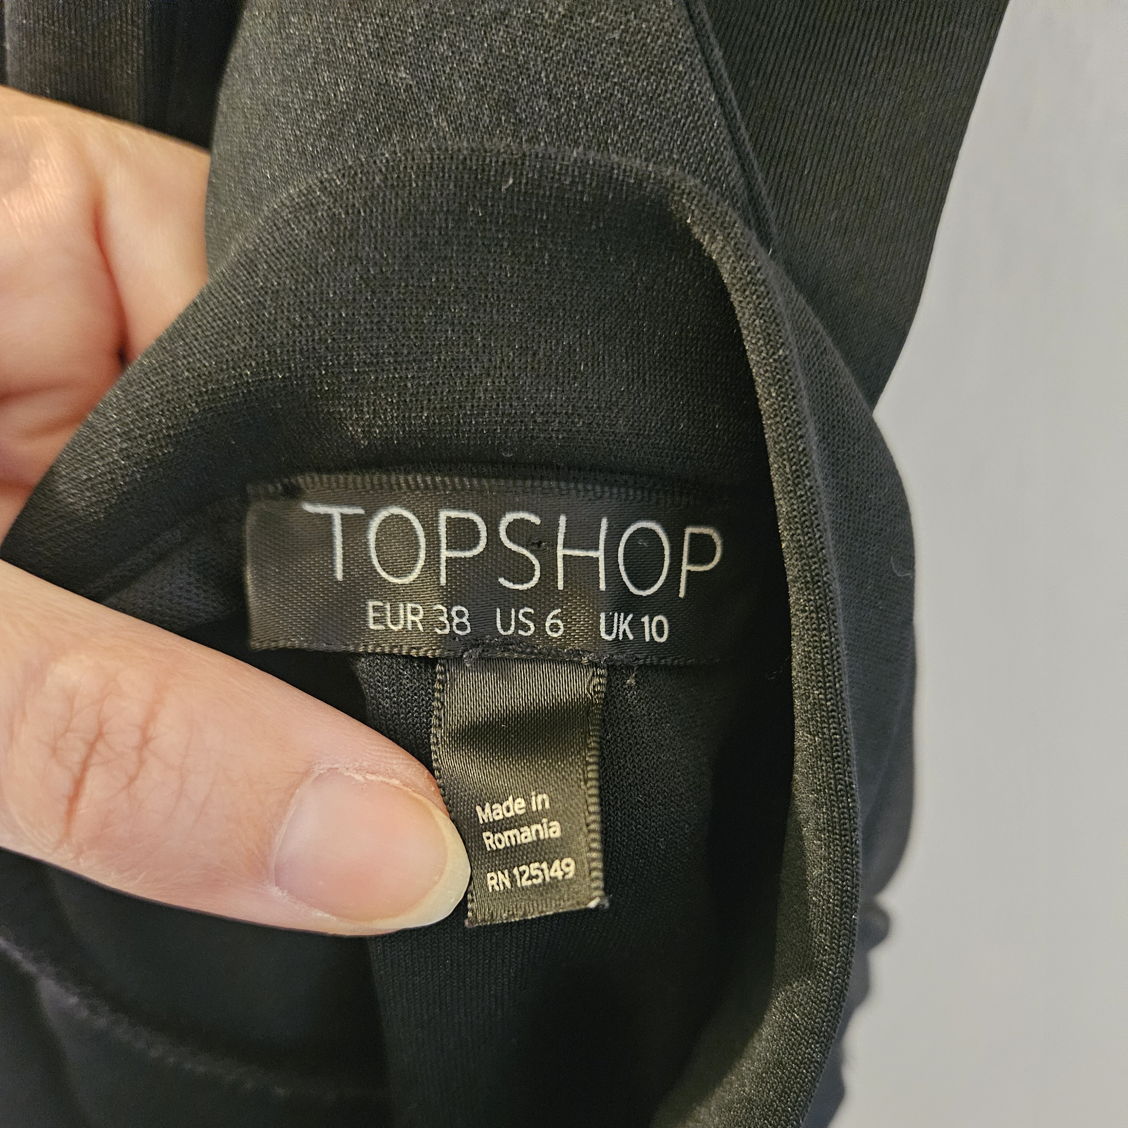 TOPSHOP
EUR 38 US 6 UK 10
Made in
Romania
RN 125149